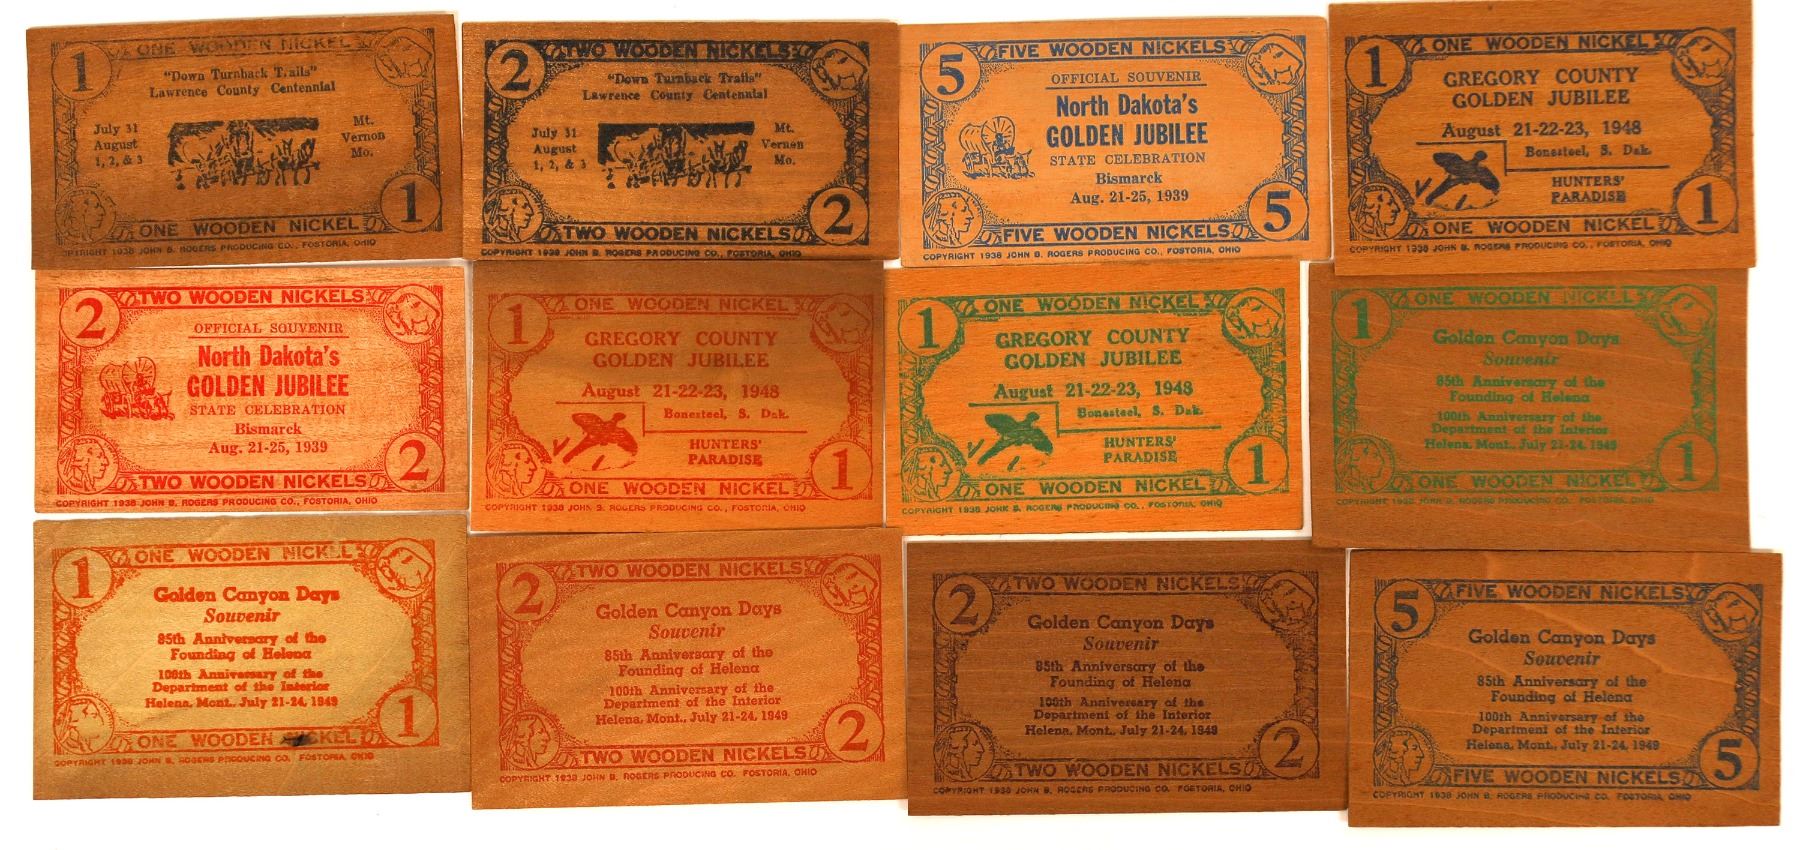 1 ONE WOODEN NICKEL
"Down Turnback Trails"
Lawrence County Centennial
July 31
August
1, 2, & 3
Mt.
Vernon
Mo.
ONE WOODEN NICKEL 1
COPYRIGHT 1938 JOHN B. ROGERS PRODUCING CO., FOSTORIA, OHIO
2 TWO WOODEN NICKELS
"Down Turnback Trails"
Lawrence County Centennial
July 31
August
1, 2, & 3
Mt.
Vernon
Mo.
TWO WOODEN NICKELS 2
COPYRIGHT 1938 JOHN B. ROGERS PRODUCING CO., FOSTORIA, OHIO
5 FIVE WOODEN NICKELS
OFFICIAL SOUVENIR
North Dakota's
GOLDEN JUBILEE
STATE CELEBRATION
Bismarck
Aug. 21-25, 1939
FIVE WOODEN NICKELS 5
COPYRIGHT 1938 JOHN B. ROGERS PRODUCING CO., FOSTORIA, OHIO
1 ONE WOODEN NICKEL
GREGORY COUNTY
GOLDEN JUBILEE
August 21-22-23, 1948
Bonesteel, S. Dak.
HUNTERS'
PARADISE
ONE WOODEN NICKEL 1
COPYRIGHT 1938 JOHN B. ROGERS PRODUCING CO., FOSTORIA, OHIO
2 TWO WOODEN NICKELS
OFFICIAL SOUVENIR
North Dakota's
GOLDEN JUBILEE
STATE CELEBRATION
Bismarck
Aug. 21-25, 1939
TWO WOODEN NICKELS 2
COPYRIGHT 1938 JOHN B. ROGERS PRODUCING CO., FOSTORIA, OHIO
1 ONE WOODEN NICKEL
GREGORY COUNTY
GOLDEN JUBILEE
August 21-22-23, 1948
Bonesteel, S. Dak.
HUNTERS'
PARADISE
ONE WOODEN NICKEL 1
COPYRIGHT 1938 JOHN B. ROGERS PRODUCING CO., FOSTORIA, OHIO
1 ONE WOODEN NICKEL
GREGORY COUNTY
GOLDEN JUBILEE
August 21-22-23, 1948
Bonesteel, S. Dak.
HUNTERS'
PARADISE
ONE WOODEN NICKEL 1
COPYRIGHT 1938 JOHN B. ROGERS PRODUCING CO., FOSTORIA, OHIO
1 ONE WOODEN NICKEL
Golden Canyon Days
Souvenir
85th Anniversary of the
Founding of Helena
100th Anniversary of the
Department of the Interior
Helena, Mont., July 21-24, 1949
ONE WOODEN NICKEL 1
COPYRIGHT 1938 JOHN B. ROGERS PRODUCING CO., FOSTORIA, OHIO
1 ONE WOODEN NICKEL
Golden Canyon Days
Souvenir
85th Anniversary of the
Founding of Helena
100th Anniversary of the
Department of the Interior
Helena, Mont., July 21-24, 1949
ONE WOODEN NICKEL 1
COPYRIGHT 1938 JOHN B. ROGERS PRODUCING CO., FOSTORIA, OHIO
2 TWO WOODEN NICKELS
Golden Canyon Days
Souvenir
85th Anniversary of the
Founding of Helena
100th Anniversary of the
Department of the Interior
Helena, Mont., July 21-24, 1949
TWO WOODEN NICKELS 2
COPYRIGHT 1938 JOHN B. ROGERS PRODUCING CO. FOSTORIA, OHIO
2 TWO WOODEN NICKELS
Golden Canyon Days
Souvenir
85th Anniversary of the
Founding of Helena
100th Anniversary of the
Department of the Interior
Helena, Mont., July 21-24, 1949
TWO WOODEN NICKELS 2
COPYRIGHT 1938 JOHN B. ROGERS PRODUCING CO., FOSTORIA, OHIO
5 FIVE WOODEN NICKELS
Golden Canyon Days
Souvenir
85th Anniversary of the
Founding of Helena
100th Anniversary of the
Department of the Interior
Helena, Mont., July 21-24, 1949
FIVE WOODEN NICKELS 5
COPYRIGHT 1938 JOHN B. ROGERS PRODUCING CO. FOSTORIA, OHIO